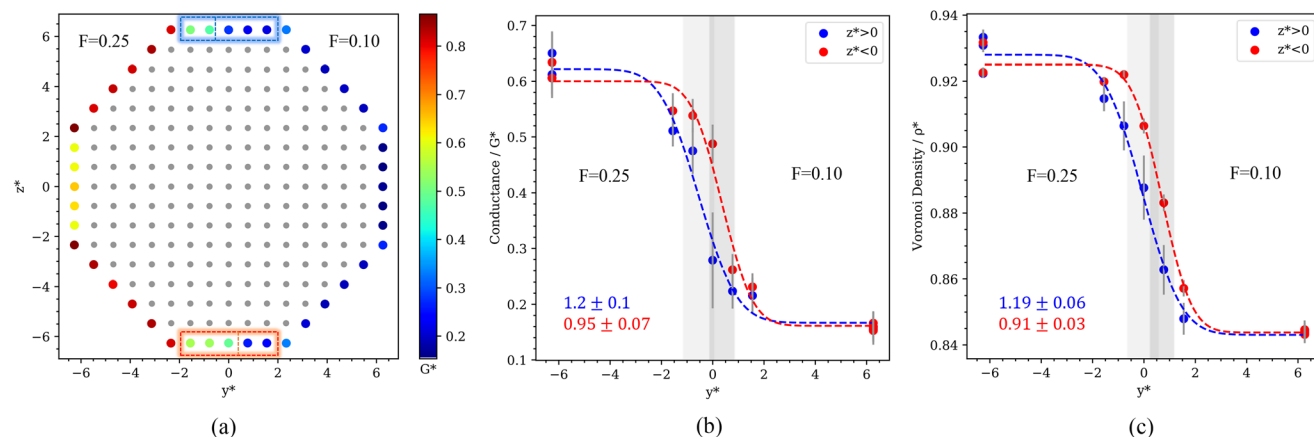 6
4
2
0
−2
−4
−6
z*
F=0.25
F=0.10
−6
−4
−2
0
2
4
6
y*
0.8
0.7
0.6
0.5
0.4
0.3
0.2
G*
(a)
0.7
0.6
0.5
0.4
0.3
0.2
0.1
Conductance / G*
z*>0
z*<0
F=0.25
F=0.10
1.2 ± 0.1
0.95 ± 0.07
−6
−4
−2
0
2
4
6
y*
(b)
0.94
0.92
0.90
0.88
0.86
0.84
Voronoi Density / ρ*
z*>0
z*<0
F=0.25
F=0.10
1.19 ± 0.06
0.91 ± 0.03
−6
−4
−2
0
2
4
6
y*
(c)